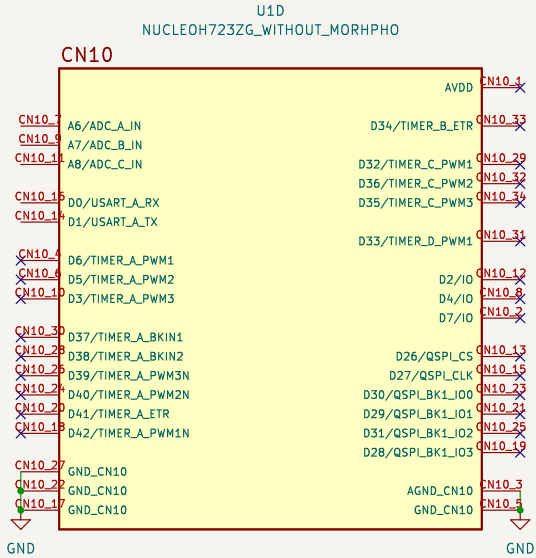 U1D
NUCLEOH723ZG_WITHOUT_MORHPHO
CN10
AVDD CN10_1
CN10_7 A6/ADC_A_IN D34/TIMER_B_ETR CN10_33
CN10_9 A7/ADC_B_IN
CN10_11 A8/ADC_C_IN D32/TIMER_C_PWM1 CN10_29
D36/TIMER_C_PWM2 CN10_32
CN10_16 D0/USART_A_RX D35/TIMER_C_PWM3 CN10_34
CN10_14 D1/USART_A_TX
D33/TIMER_D_PWM1 CN10_31
CN10_4 D6/TIMER_A_PWM1
CN10_6 D5/TIMER_A_PWM2 D2/IO CN10_12
CN10_10 D3/TIMER_A_PWM3 D4/IO CN10_8
D7/IO CN10_2
CN10_30 D37/TIMER_A_BKIN1
CN10_28 D38/TIMER_A_BKIN2 D26/QSPI_CS CN10_13
CN10_26 D39/TIMER_A_PWM3N D27/QSPI_CLK CN10_15
CN10_24 D40/TIMER_A_PWM2N D30/QSPI_BK1_IO0 CN10_23
CN10_20 D41/TIMER_A_ETR D29/QSPI_BK1_IO1 CN10_21
CN10_18 D42/TIMER_A_PWM1N D31/QSPI_BK1_IO2 CN10_25
D28/QSPI_BK1_IO3 CN10_19
CN10_27 GND_CN10
CN10_22 GND_CN10 AGND_CN10 CN10_3
CN10_17 GND_CN10 GND_CN10 CN10_5
GND GND